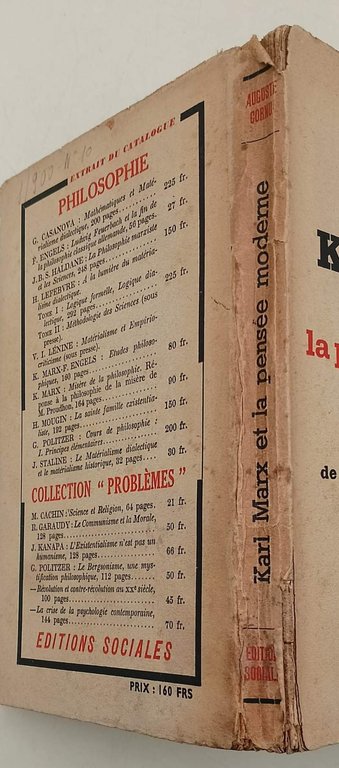 EXTRAIT DU CATALOGUE
PHILOSOPHIE
G. CASANOVA : Mathématiques et Maté-
rialisme dialectique, 200 pages........ 225 fr.
F. ENGELS : Ludwig Feuerbach et la fin de
la philosophie classique allemande, 56 pages. 27 fr.
J. B. S. HALDANE : La Philosophie marxiste
et les Sciences, 248 pages............ 150 fr.
H. LEFEBVRE : A la lumière du matéria-
lisme dialectique.
TOME I : Logique formelle, Logique dia-
lectique, 292 pages.............. 225 fr.
TOME II : Méthodologie des Sciences (sous
presse).
V. I. LÉNINE : Matérialisme et Empirio-
criticisme (sous presse).
K. MARX-F. ENGELS : Etudes philoso-
phiques, 160 pages.................. 80 fr.
K. MARX : Misère de la philosophie. Ré-
ponse à la philosophie de la misère de
M. Proudhon, 164 pages.............. 90 fr.
H. MOUGIN : La sainte famille existentia-
liste, 192 pages.................... 150 fr.
G. POLITZER : Cours de philosophie :
I. Principes élémentaires.............. 200 fr.
J. STALINE : Le Matérialisme dialectique
et le matérialisme historique, 32 pages.... 30 fr.
COLLECTION "PROBLÈMES"
M. CACHIN : Science et Religion, 64 pages. 21 fr.
R. GARAUDY : Le Communisme et la Morale,
128 pages.......................... 50 fr.
J. KANAPA : L'Existentialisme n'est pas un
humanisme, 128 pages................ 66 fr.
G. POLITZER : Le Bergsonisme, une mys-
tification philosophique, 112 pages...... 50 fr.
—Révolution et contre-révolution au XXe siècle,
100 pages.......................... 45 fr.
—La crise de la psychologie contemporaine,
144 pages.......................... 70 fr.
EDITIONS SOCIALES
PRIX : 160 FRS
AUGUSTE
CORNU
Karl Marx et la pensée moderne
EDITIONS
SOCIALES
K
la p
de